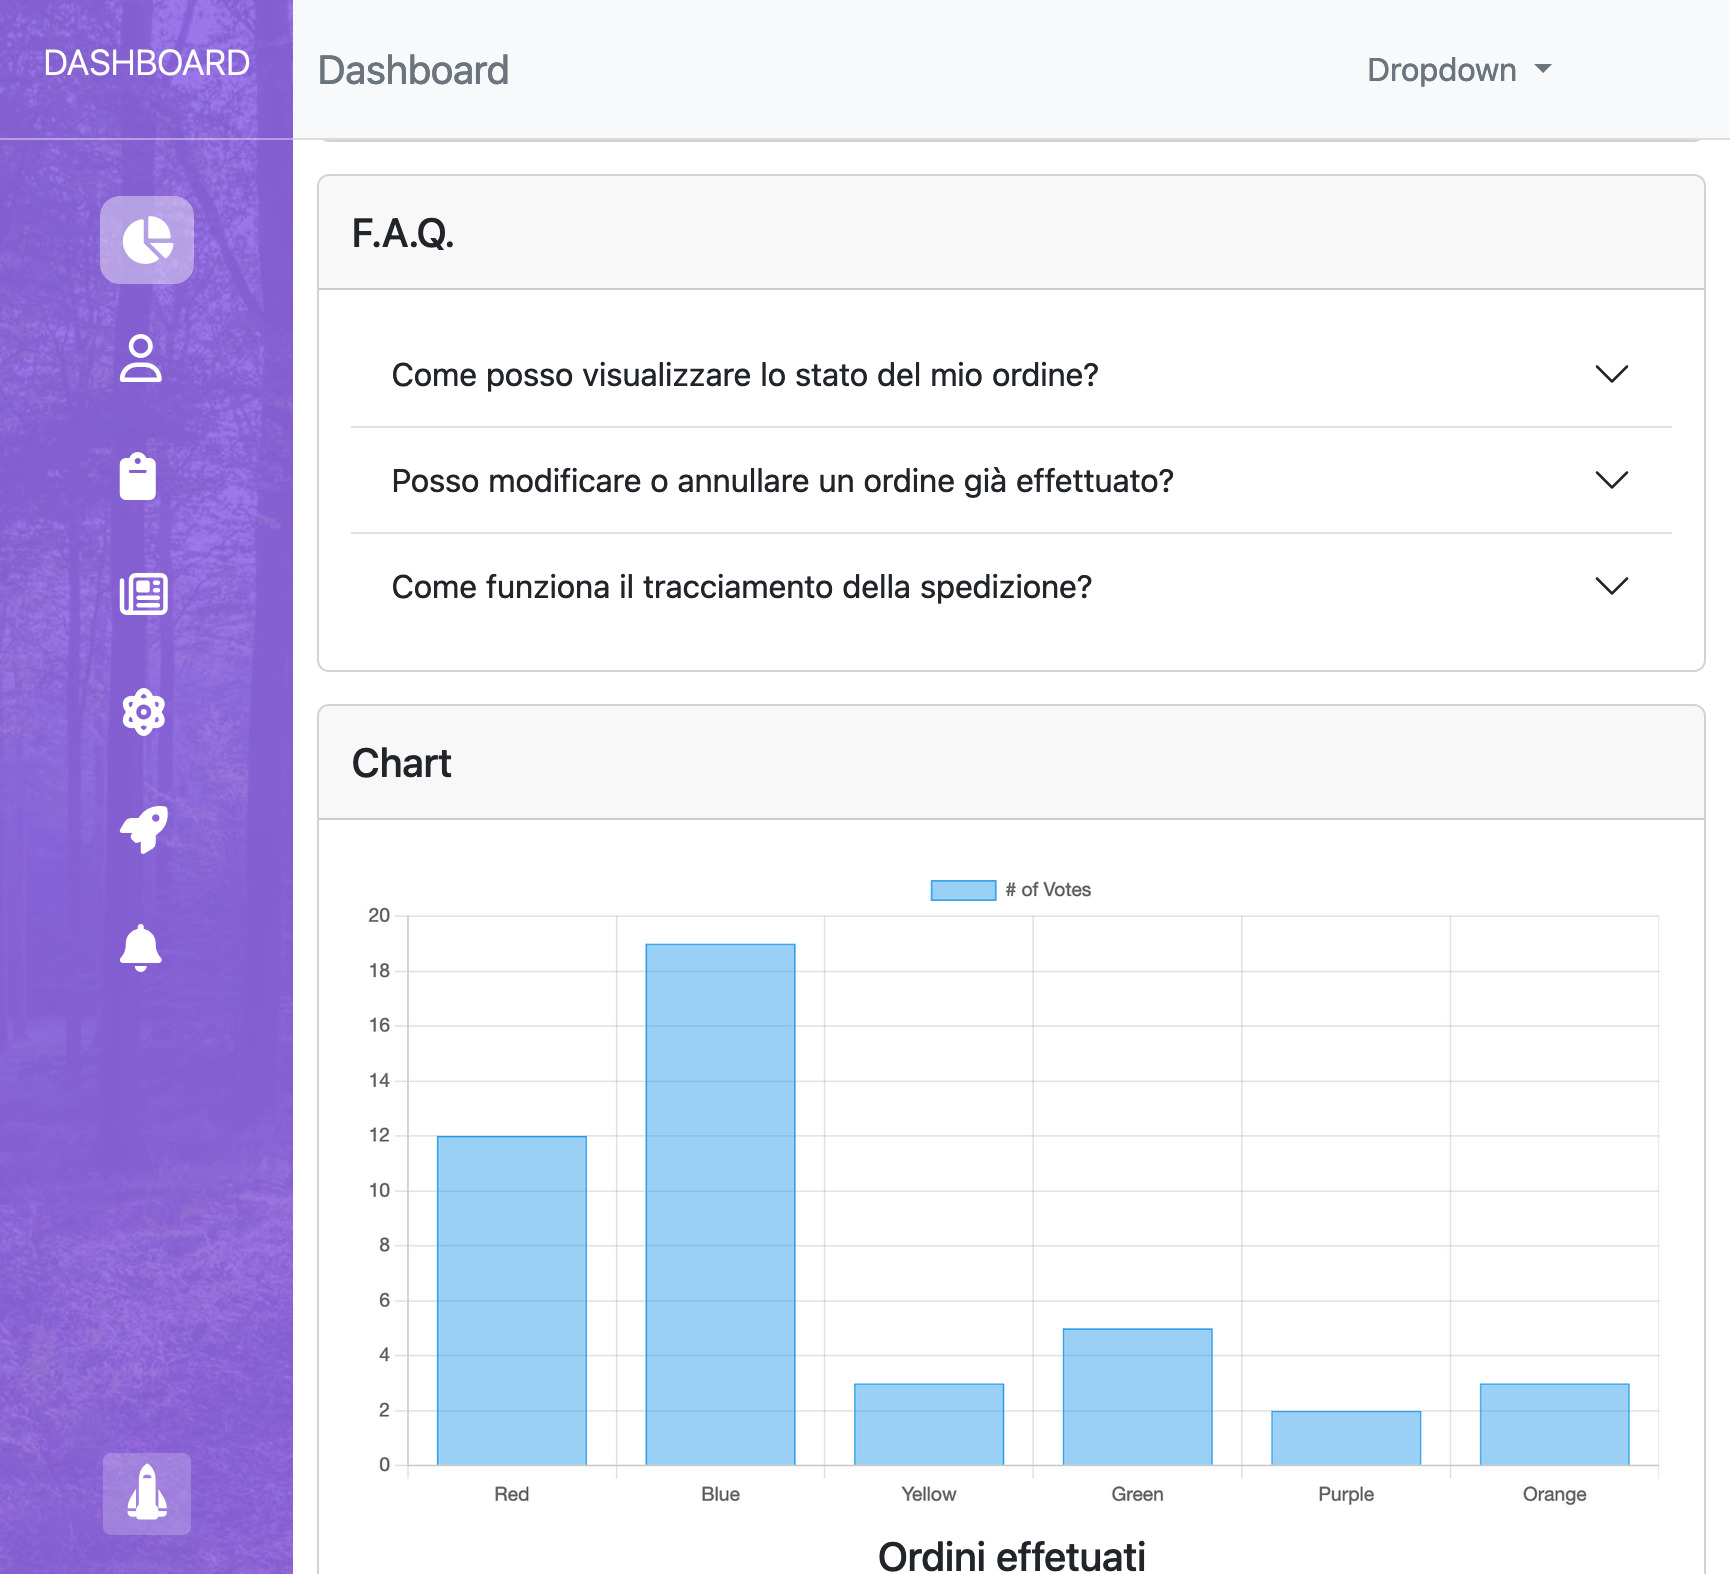 DASHBOARD
Dashboard
Dropdown
F.A.Q.
Come posso visualizzare lo stato del mio ordine?
Posso modificare o annullare un ordine già effettuato?
Come funziona il tracciamento della spedizione?
Chart
# of Votes
20
18
16
14
12
10
8
6
4
2
0
Red Blue Yellow Green Purple Orange
Ordini effetuati